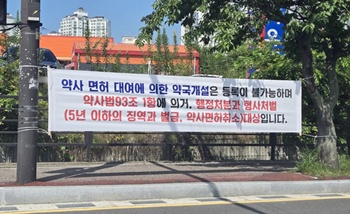 약사 면허 대여에 의한 약국개설은 등록이 불가능하며
약사법93조 1항에 의거, 행정처분과 형사처벌
(5년 이하의 징역과 벌금, 약사면허취소)대상입니다.